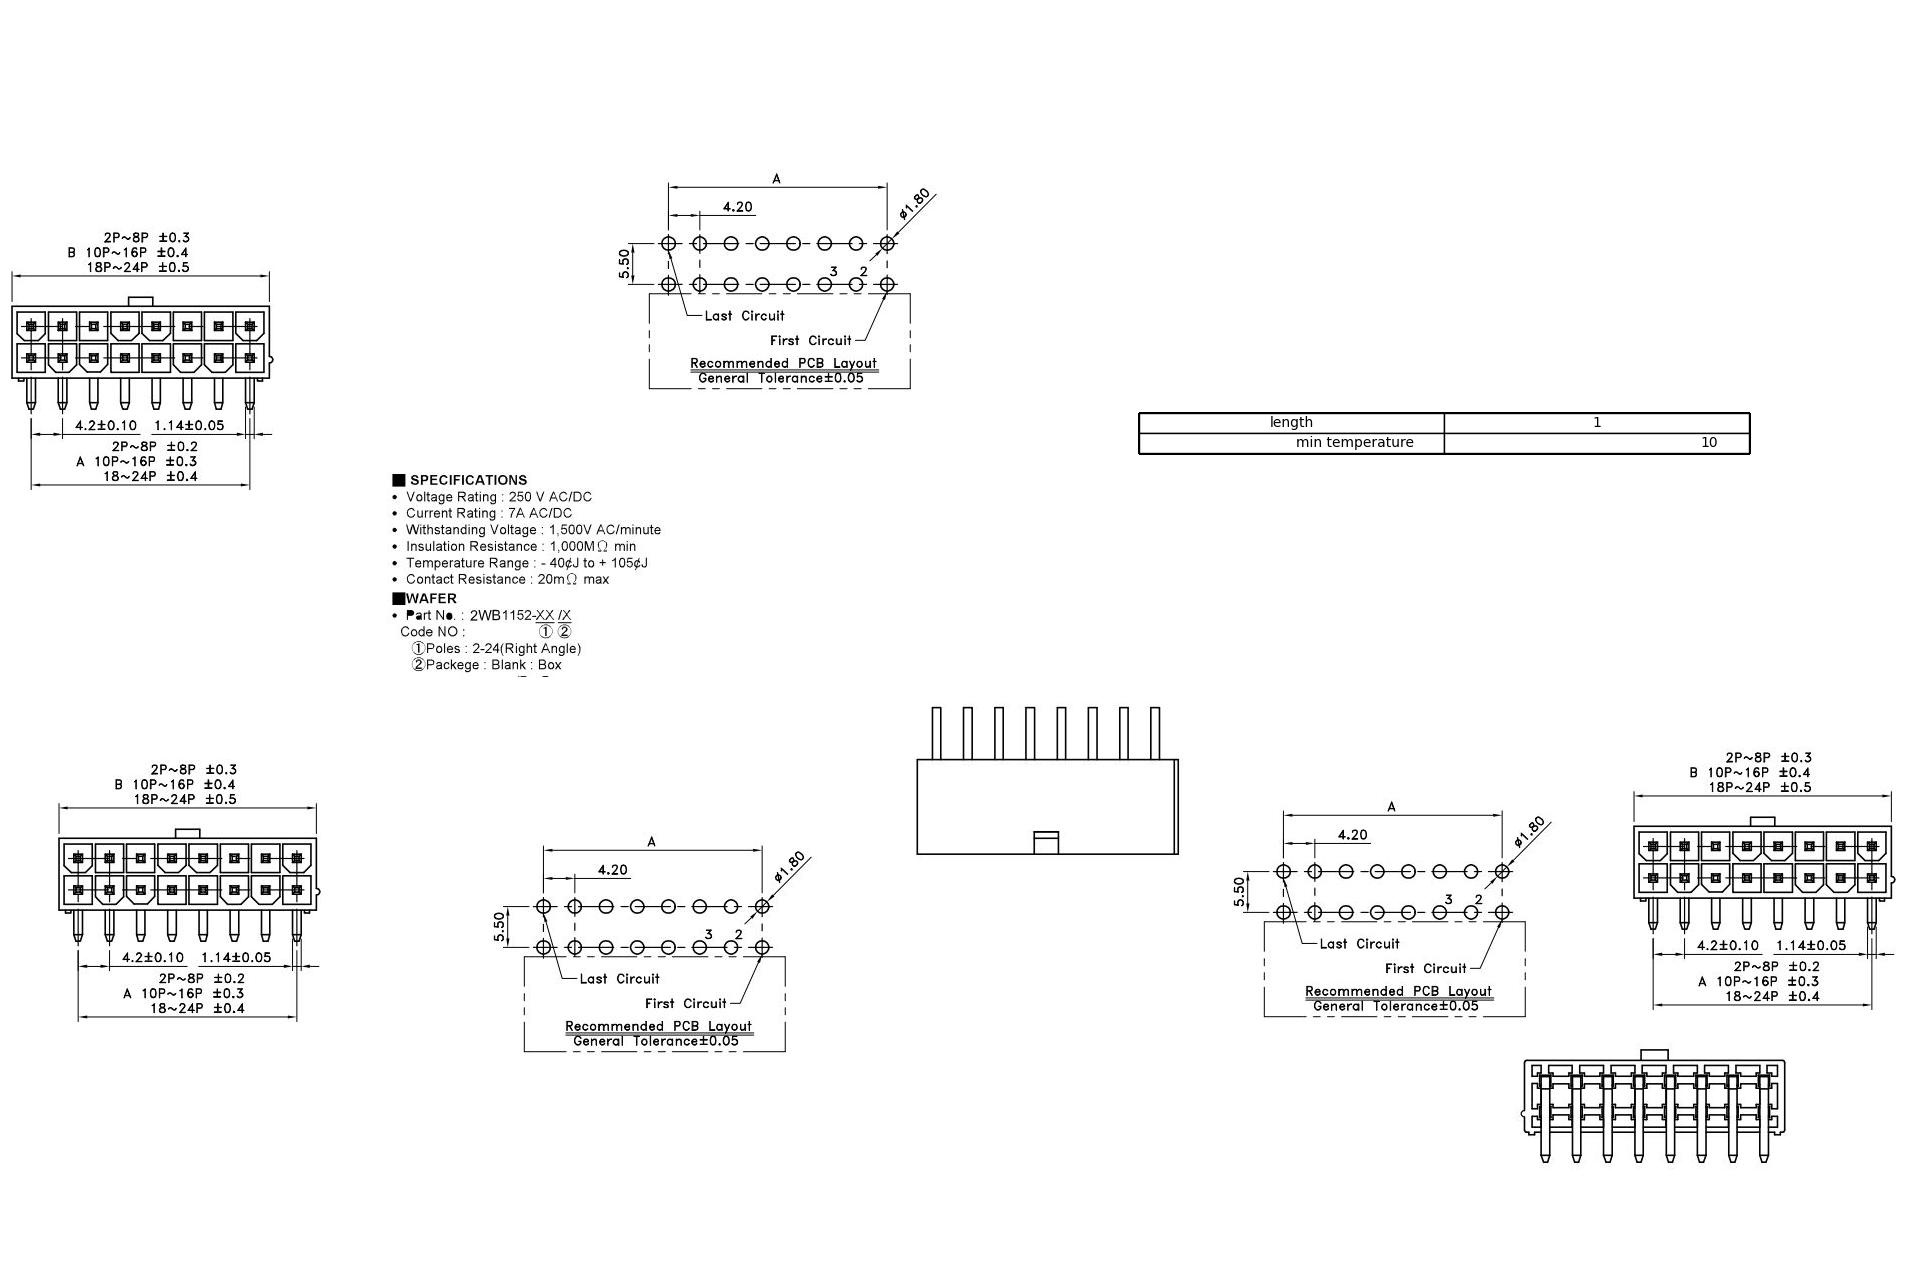 A
4.20
ø1.80
5.50
3 2
Last Circuit
First Circuit
Recommended PCB Layout
General Tolerance±0.05
2P~8P ±0.3
B 10P~16P ±0.4
18P~24P ±0.5
4.2±0.10 1.14±0.05
2P~8P ±0.2
A 10P~16P ±0.3
18~24P ±0.4
length 1
min temperature 10
■ SPECIFICATIONS
• Voltage Rating : 250 V AC/DC
• Current Rating : 7A AC/DC
• Withstanding Voltage : 1,500V AC/minute
• Insulation Resistance : 1,000MΩ min
• Temperature Range : - 40¢J to + 105¢J
• Contact Resistance : 20mΩ max
■WAFER
• Part No. : 2WB1152-XX /X
Code NO : ① ②
①Poles : 2-24(Right Angle)
②Packege : Blank : Box
2P~8P ±0.3
B 10P~16P ±0.4
18P~24P ±0.5
4.2±0.10 1.14±0.05
2P~8P ±0.2
A 10P~16P ±0.3
18~24P ±0.4
A
4.20
ø1.80
5.50
3 2
Last Circuit
First Circuit
Recommended PCB Layout
General Tolerance±0.05
A
4.20
ø1.80
5.50
3 2
Last Circuit
First Circuit
Recommended PCB Layout
General Tolerance±0.05
2P~8P ±0.3
B 10P~16P ±0.4
18P~24P ±0.5
4.2±0.10 1.14±0.05
2P~8P ±0.2
A 10P~16P ±0.3
18~24P ±0.4